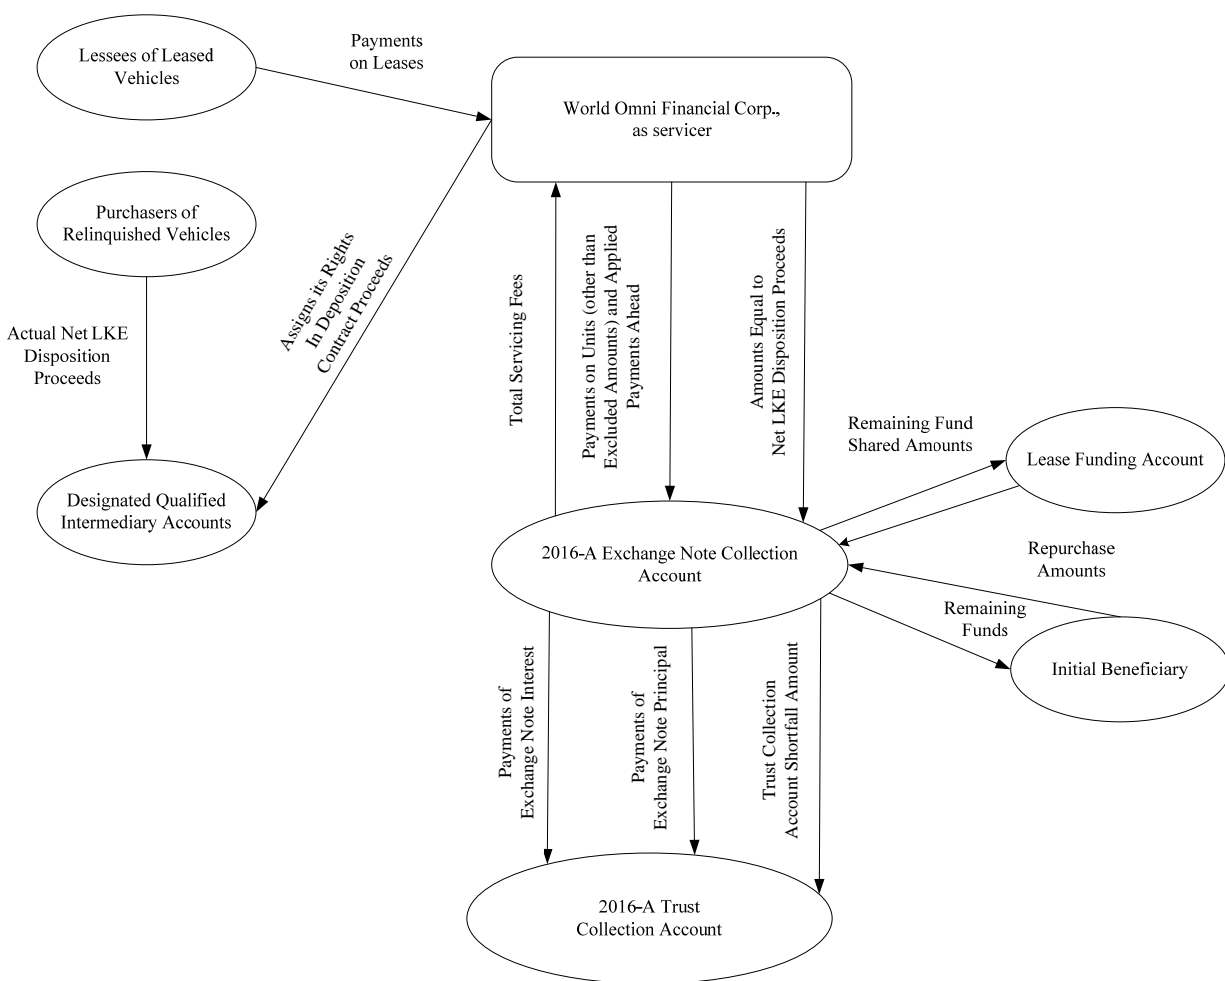 Lessees of Leased
Vehicles
Payments
on Leases
World Omni Financial Corp.,
as servicer
Purchasers of
Relinquished Vehicles
Actual Net LKE
Disposition
Proceeds
Assigns its Rights
In Deposition
Contract Proceeds
Designated Qualified
Intermediary Accounts
Total Servicing Fees
Payments on Units (other than
Excluded Amounts) and Applied
Payments Ahead
Amounts Equal to
Net LKE Disposition Proceeds
Remaining Fund
Shared Amounts
Lease Funding Account
2016-A Exchange Note Collection
Account
Repurchase
Amounts
Remaining
Funds
Initial Beneficiary
Payments of
Exchange Note Interest
Payments of
Exchange Note Principal
Trust Collection
Account Shortfall Amount
2016-A Trust
Collection Account